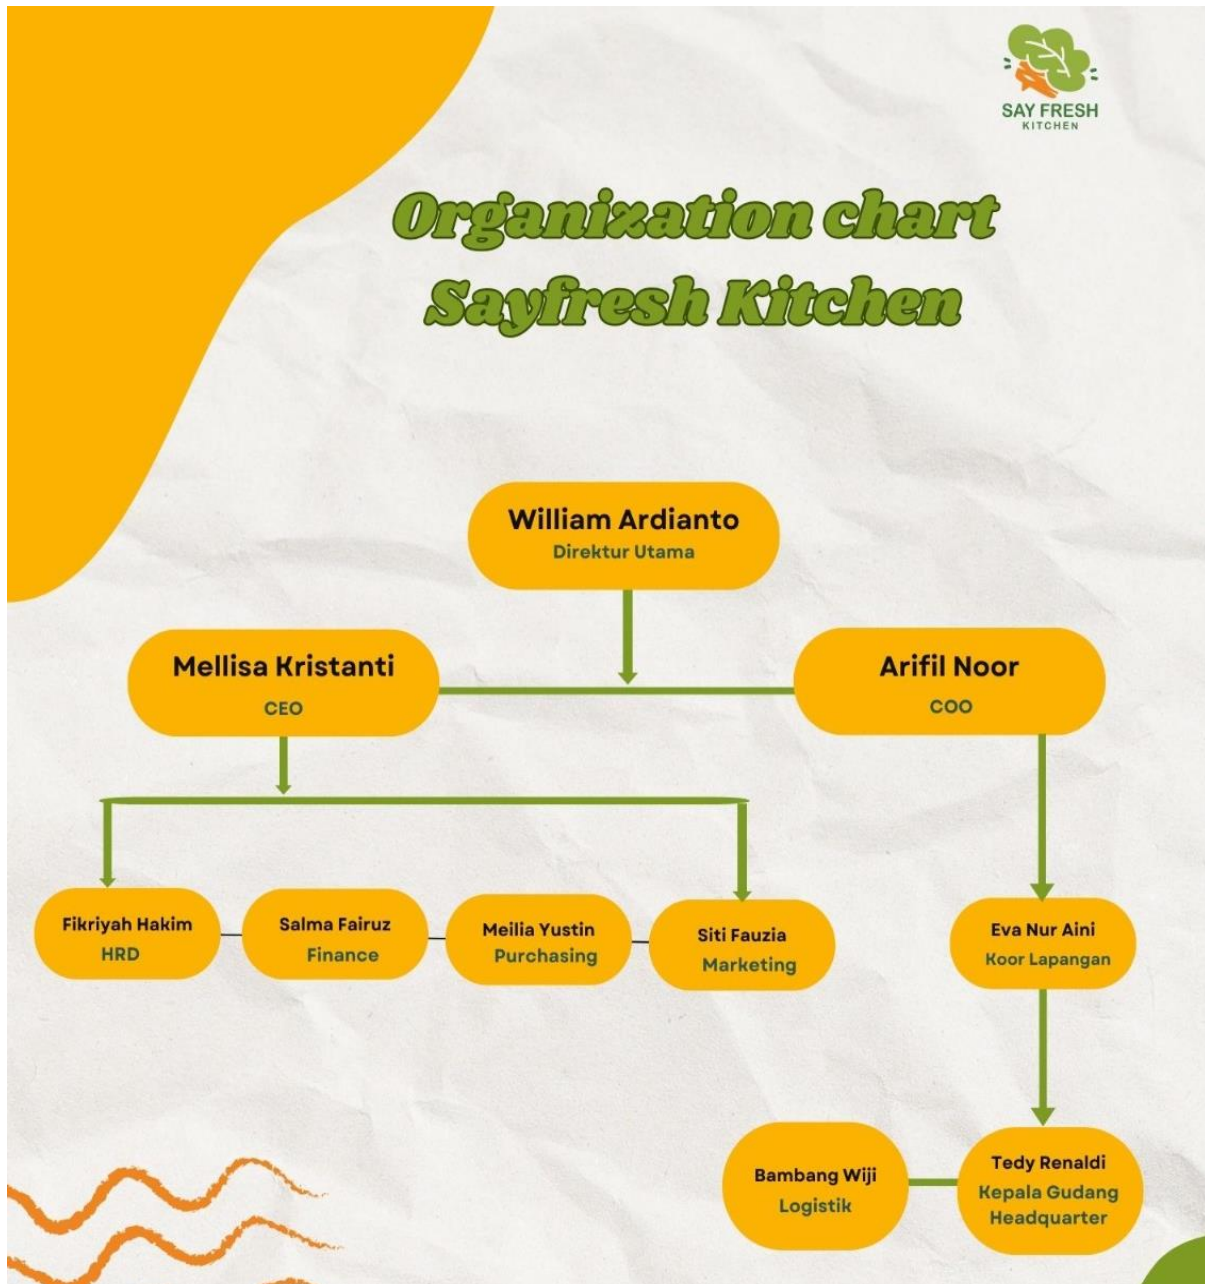 SAY FRESH
KITCHEN
Organization chart
Sayfresh Kitchen
William Ardianto
Direktur Utama
Mellisa Kristanti
CEO
Arifil Noor
COO
Fikriyah Hakim
HRD
Salma Fairuz
Finance
Meilia Yustin
Purchasing
Siti Fauzia
Marketing
Eva Nur Aini
Koor Lapangan
Bambang Wiji
Logistik
Tedy Renaldi
Kepala Gudang
Headquarter